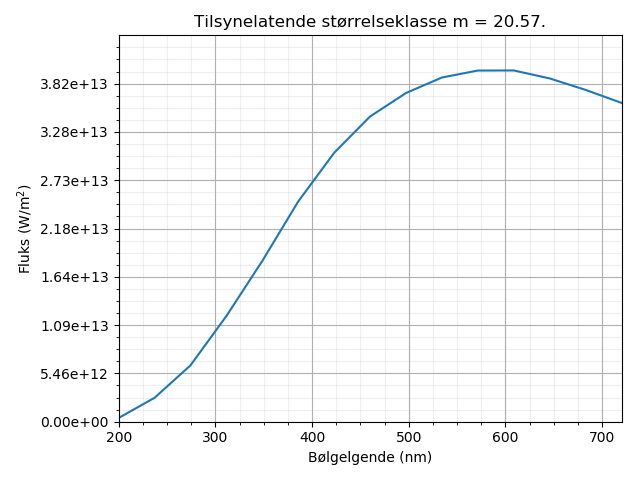 Tilsynelatende størrelseklasse m = 20.57.
3.82e+13
3.28e+13
2.73e+13
2.18e+13
1.64e+13
1.09e+13
5.46e+12
0.00e+00
Fluks (W/m²)
200 300 400 500 600 700
Bølgelgende (nm)